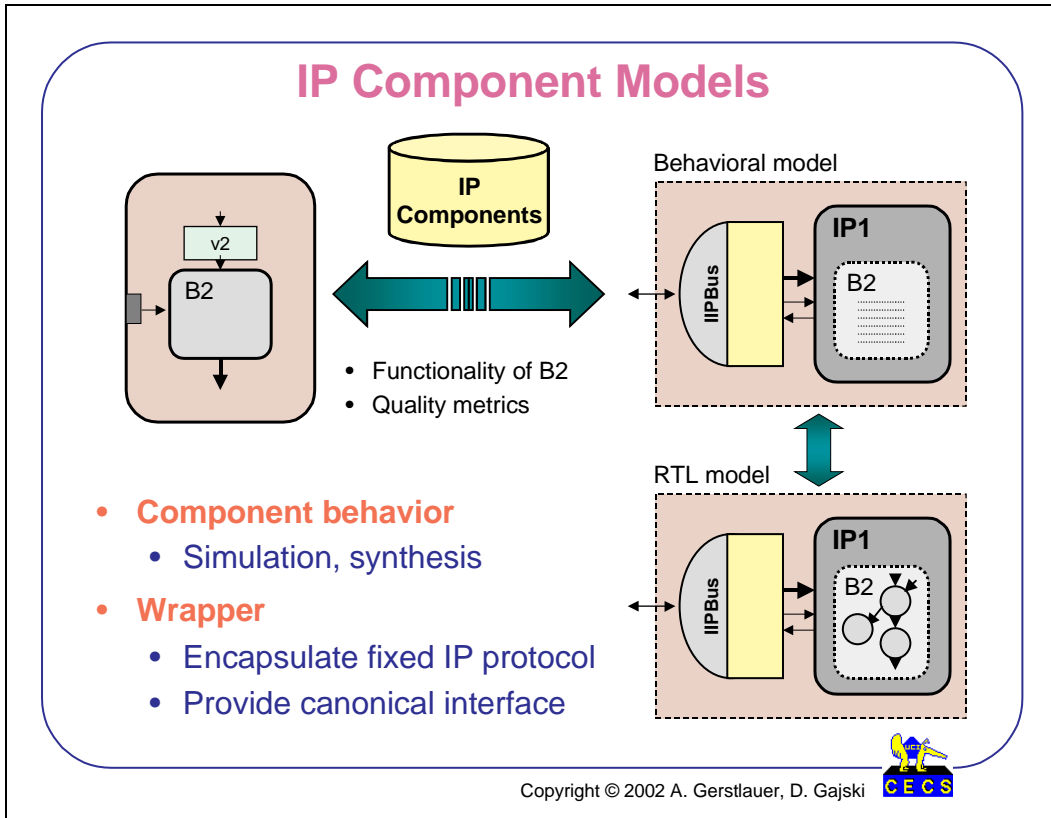 IP Component Models
IP
Components
v2
B2
• Functionality of B2
• Quality metrics
Behavioral model
IIPBus
IP1
B2
RTL model
IIPBus
IP1
B2
• Component behavior
• Simulation, synthesis
• Wrapper
• Encapsulate fixed IP protocol
• Provide canonical interface
Copyright © 2002 A. Gerstlauer, D. Gajski
UCI
CECS